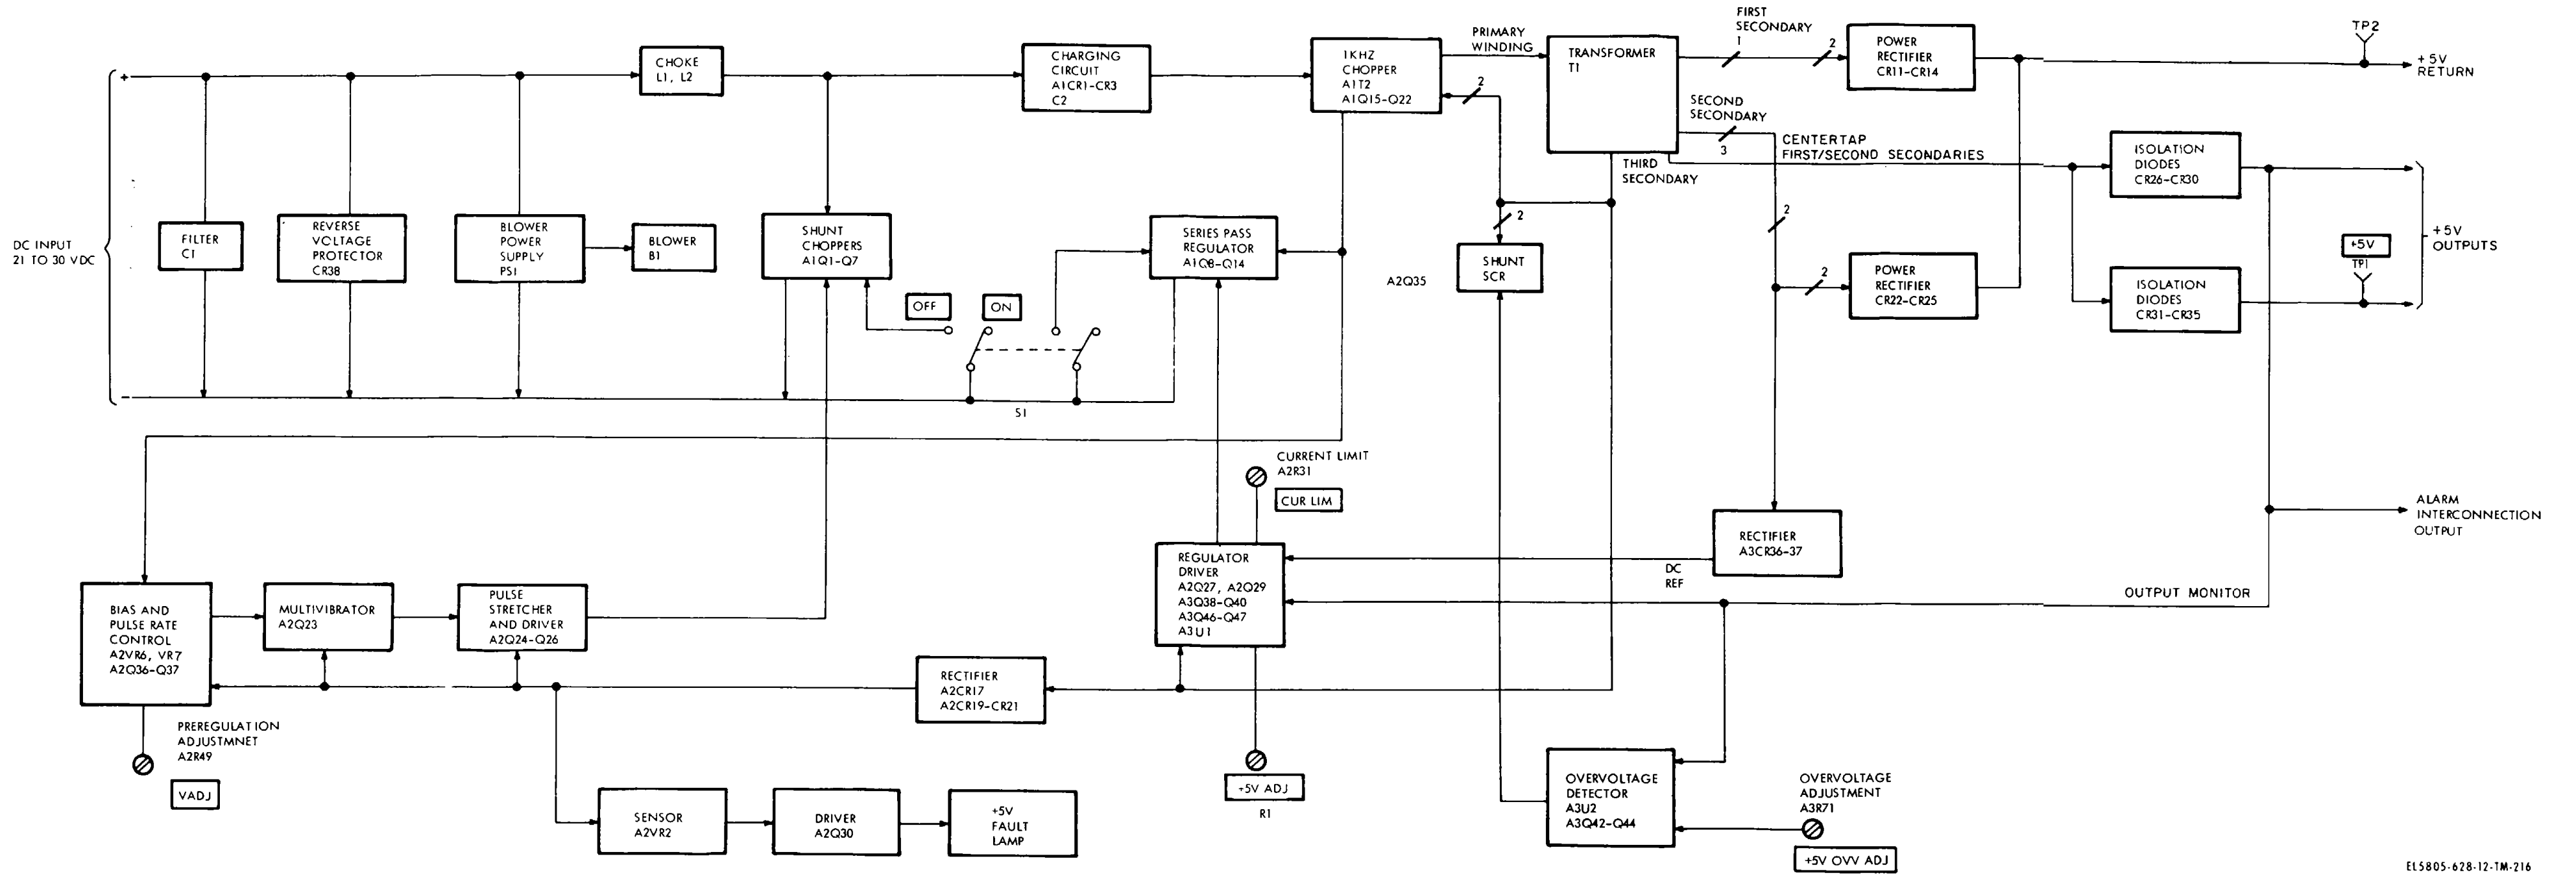 DC INPUT
21 TO 30 VDC
+
-
FILTER
C1
REVERSE
VOLTAGE
PROTECTOR
CR38
BLOWER
POWER
SUPPLY
PS1
BLOWER
B1
CHOKE
L1, L2
SHUNT
CHOPPERS
A1Q1-Q7
OFF
ON
S1
CHARGING
CIRCUIT
A1CR1-CR3
C2
SERIES PASS
REGULATOR
A1Q8-Q14
1KHZ
CHOPPER
A1T2
A1Q15-Q22
PRIMARY
WINDING
2
TRANSFORMER
T1
2
SHUNT
SCR
A2Q35
THIRD
SECONDARY
FIRST
SECONDARY
1
2
SECOND
SECONDARY
3
CENTERTAP
FIRST/SECOND SECONDARIES
2
2
POWER
RECTIFIER
CR11-CR14
POWER
RECTIFIER
CR22-CR25
TP2
+5V
RETURN
ISOLATION
DIODES
CR26-CR30
ISOLATION
DIODES
CR31-CR35
+5V
TP1
+5V
OUTPUTS
ALARM
INTERCONNECTION
OUTPUT
OUTPUT MONITOR
RECTIFIER
A3CR36-37
DC
REF
CURRENT LIMIT
A2R31
CUR LIM
REGULATOR
DRIVER
A2Q27, A2Q29
A3Q38-Q40
A3Q46-Q47
A3U1
+5V ADJ
R1
BIAS AND
PULSE RATE
CONTROL
A2VR6, VR7
A2Q36-Q37
MULTIVIBRATOR
A2Q23
PULSE
STRETCHER
AND DRIVER
A2Q24-Q26
RECTIFIER
A2CR17
A2CR19-CR21
PREREGULATION
ADJUSTMNET
A2R49
VADJ
SENSOR
A2VR2
DRIVER
A2Q30
+5V
FAULT
LAMP
OVERVOLTAGE
DETECTOR
A3U2
A3Q42-Q44
OVERVOLTAGE
ADJUSTMENT
A3R71
+5V OVV ADJ
EL5805-628-12-TM-216